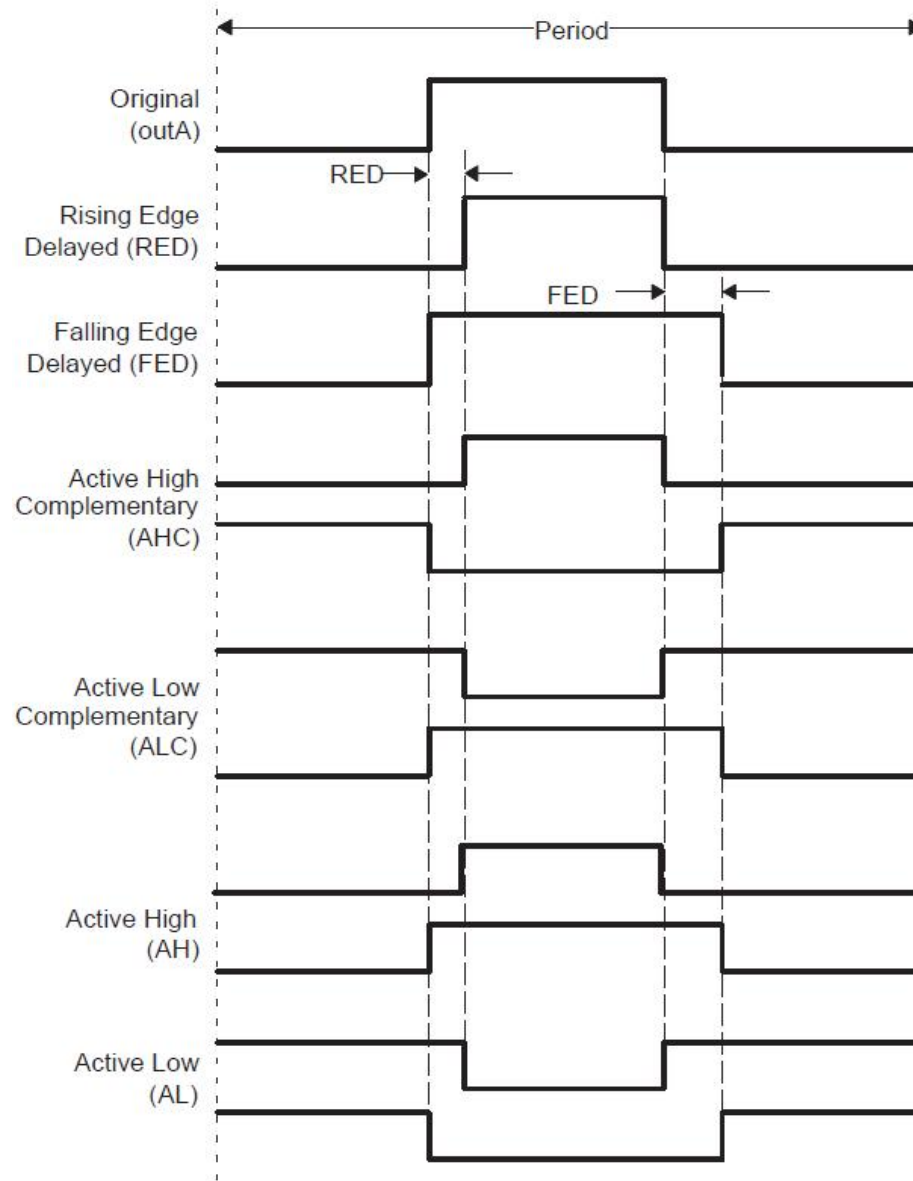 Period
Original
(outA)
RED
Rising Edge
Delayed (RED)
FED
Falling Edge
Delayed (FED)
Active High
Complementary
(AHC)
Active Low
Complementary
(ALC)
Active High
(AH)
Active Low
(AL)